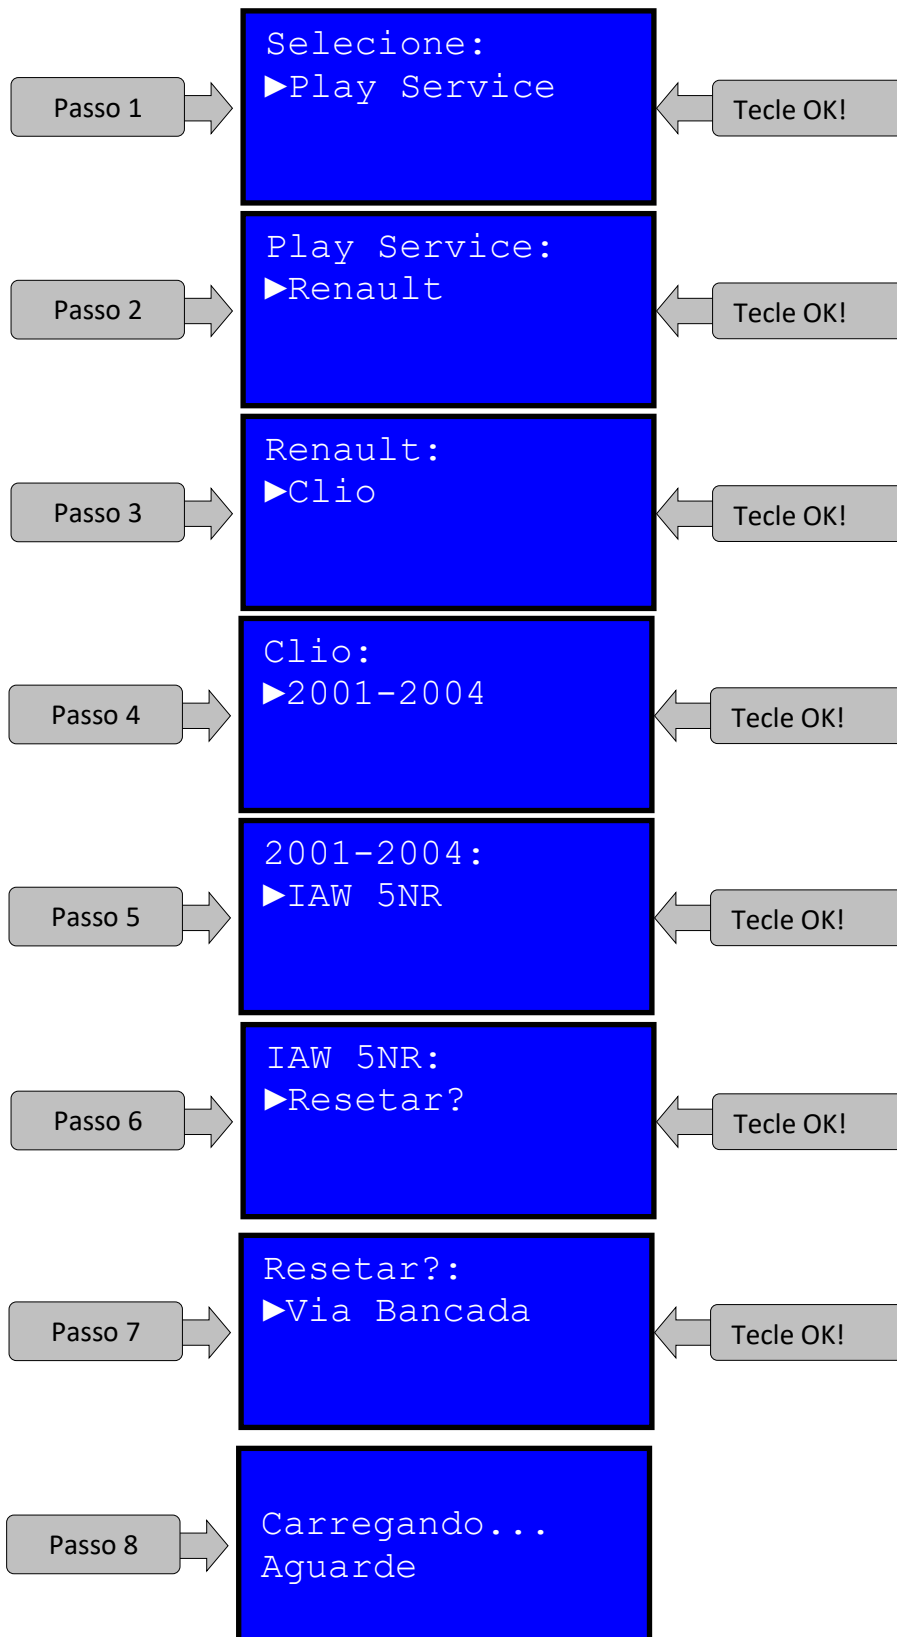 Passo 1
Selecione:
►Play Service
Tecle OK!
Passo 2
Play Service:
►Renault
Tecle OK!
Passo 3
Renault:
►Clio
Tecle OK!
Passo 4
Clio:
►2001-2004
Tecle OK!
Passo 5
2001-2004:
►IAW 5NR
Tecle OK!
Passo 6
IAW 5NR:
►Resetar?
Tecle OK!
Passo 7
Resetar?:
►Via Bancada
Tecle OK!
Passo 8
Carregando...
Aguarde